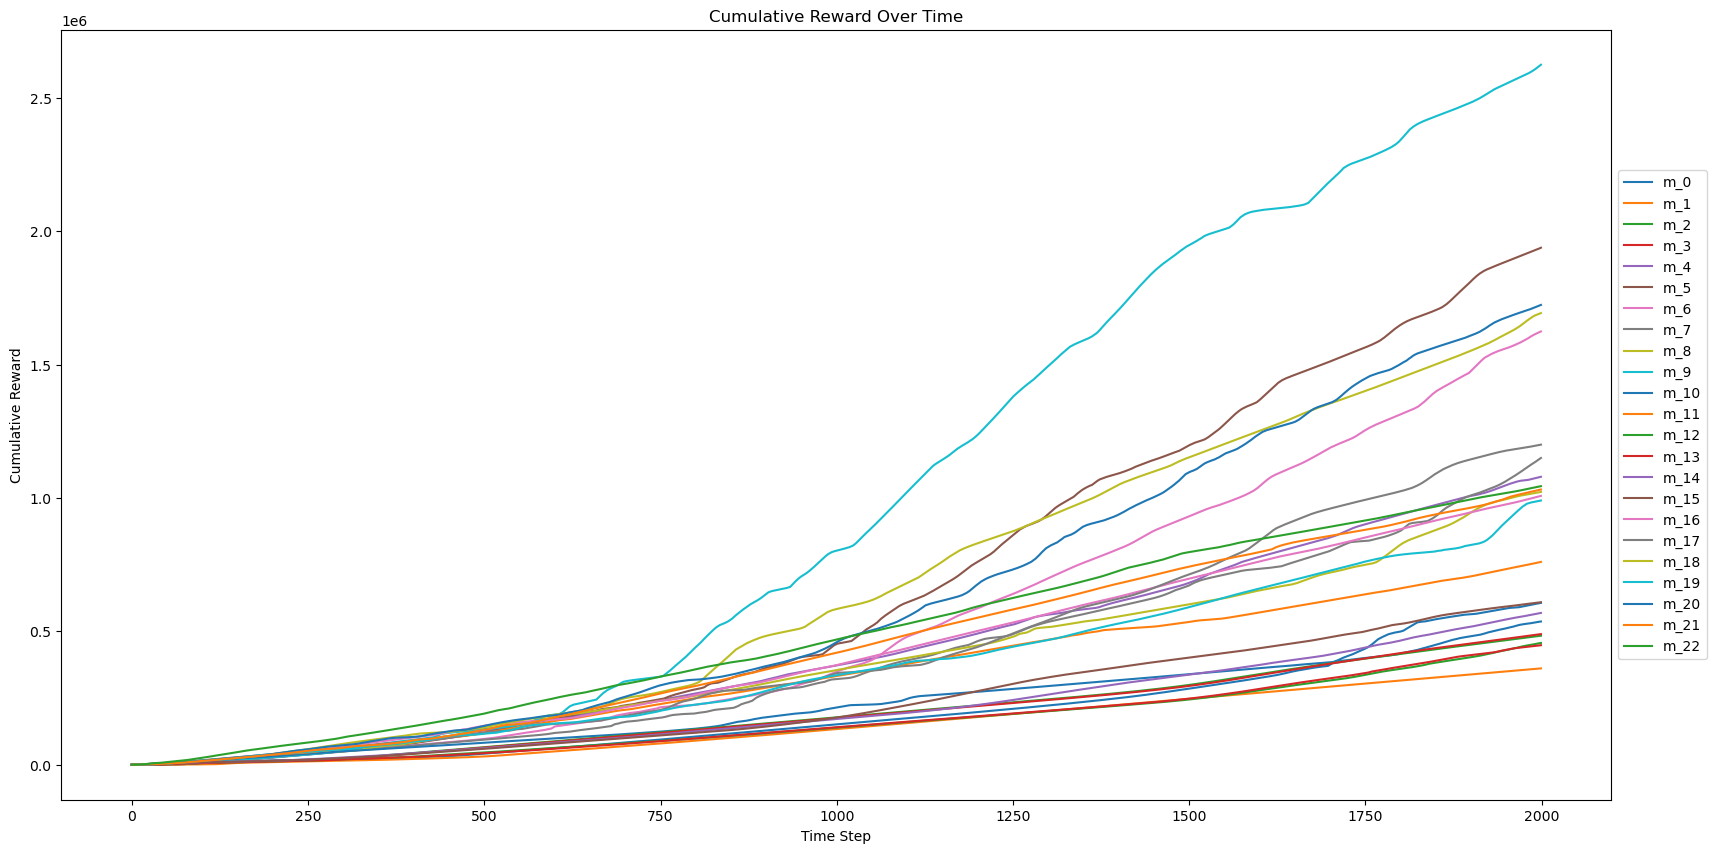 Cumulative Reward Over Time
1e6
2.5
2.0
1.5
1.0
0.5
0.0
Cumulative Reward
0
250
500
750
1000
1250
1500
1750
2000
Time Step
m_0
m_1
m_2
m_3
m_4
m_5
m_6
m_7
m_8
m_9
m_10
m_11
m_12
m_13
m_14
m_15
m_16
m_17
m_18
m_19
m_20
m_21
m_22